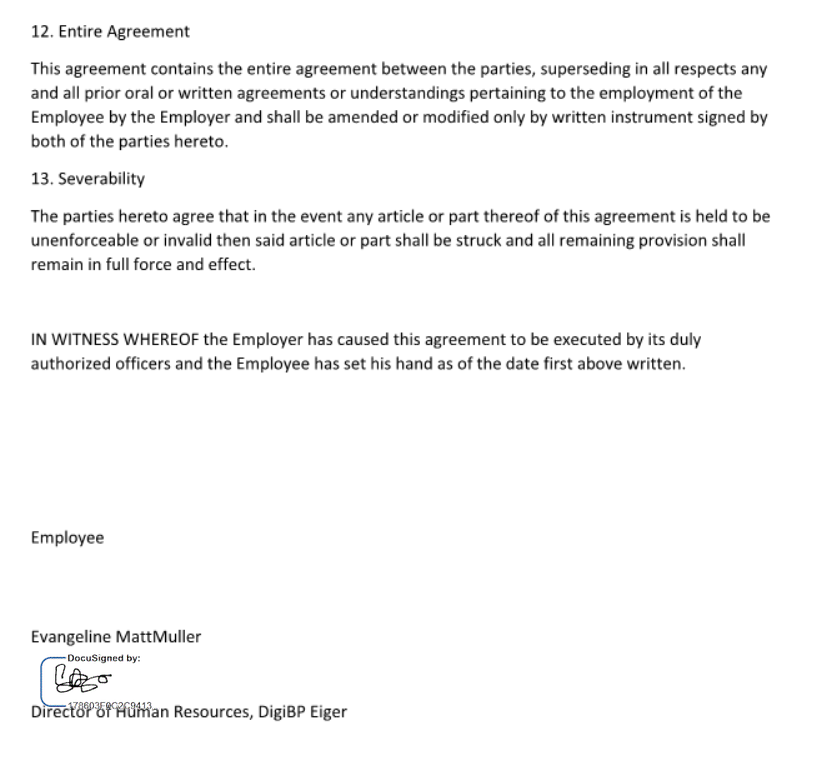 12. Entire Agreement
This agreement contains the entire agreement between the parties, superseding in all respects any
and all prior oral or written agreements or understandings pertaining to the employment of the
Employee by the Employer and shall be amended or modified only by written instrument signed by
both of the parties hereto.
13. Severability
The parties hereto agree that in the event any article or part thereof of this agreement is held to be
unenforceable or invalid then said article or part shall be struck and all remaining provision shall
remain in full force and effect.
IN WITNESS WHEREOF the Employer has caused this agreement to be executed by its duly
authorized officers and the Employee has set his hand as of the date first above written.
Employee
Evangeline MattMuller
DocuSigned by:
Director of Human Resources, DigiBP Eiger